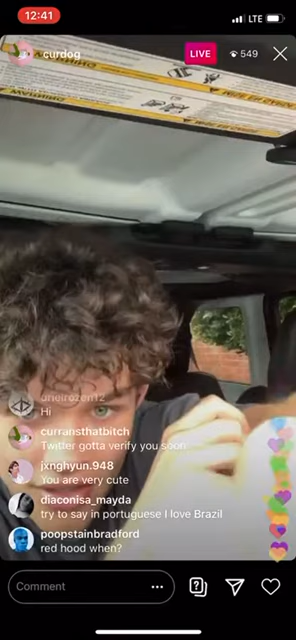 12:41
LTE
curdog
LIVE
549
aneirozen12
Hi
curransthatbitch
Twitter gotta verify you soon
jxnghyun.948
You are very cute
diaconisa_mayda
try to say in portuguese I love Brazil
poopstainbradford
red hood when?
Comment